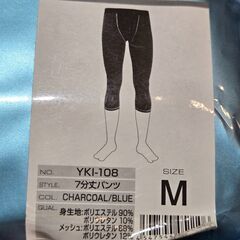 NO. YKI-108
STYLE. 7分丈パンツ
COL. CHARCOAL/BLUE
QUAL.
身生地:ポリエステル 90%
ポリウレタン 10%
メッシュ:ポリエステル 88%
ポリウレタン 12%
SIZE
M